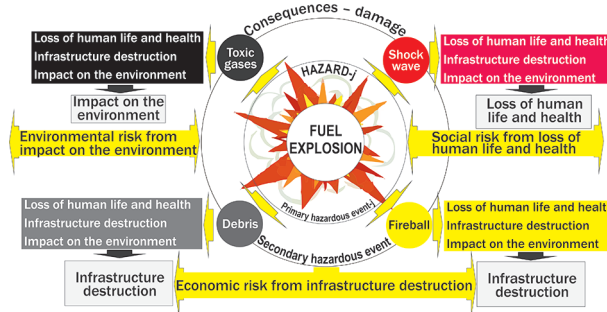 Consequences – damage
Loss of human life and health
Infrastructure destruction
Impact on the environment
Toxic
gases
Shock
wave
Loss of human life and healtl
Infrastructure destruction
Impact on the environment
HAZARD-j
Impact on the
environment
Loss of human
life and health
Environmental risk from
impact on the environment
FUEL
EXPLOSION
Social risk from loss of
human life and health
Primary hazardous event-j
Loss of human life and health
Infrastructure destruction
Impact on the environment
Debris
Fireball
Loss of human life and healt
Infrastructure destruction
Impact on the environment
Secondary hazardous event
Infrastructure
destruction
Economic risk from infrastructure destruction
Infrastructure
destruction